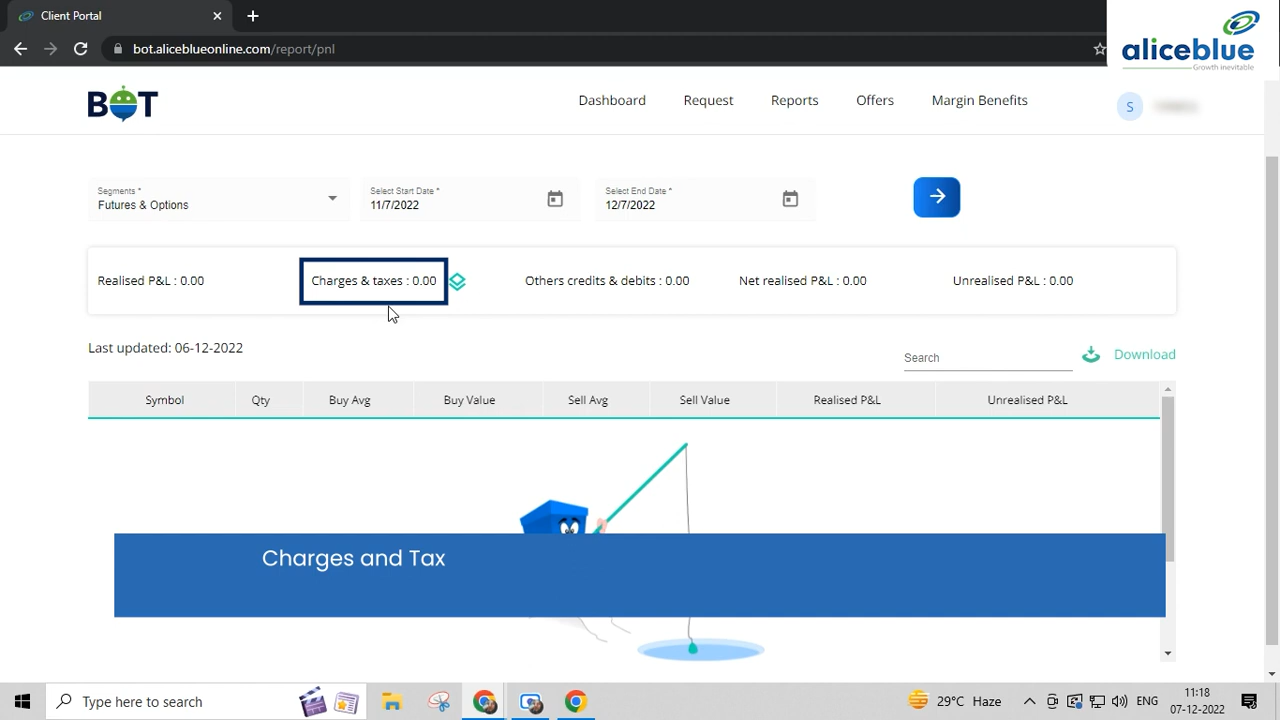 Client Portal
aliceblue
Growth inevitable
bot.aliceblueonline.com/report/pnl
BOT
Dashboard Request Reports Offers Margin Benefits S
Segments * Select Start Date * Select End Date *
Futures & Options 11/7/2022 12/7/2022
Realised P&L : 0.00 Charges & taxes : 0.00 Others credits & debits : 0.00 Net realised P&L : 0.00 Unrealised P&L : 0.00
Last updated: 06-12-2022
Search Download
Symbol Qty Buy Avg Buy Value Sell Avg Sell Value Realised P&L Unrealised P&L
Charges and Tax
Type here to search 29°C Haze ENG 11:18
07-12-2022